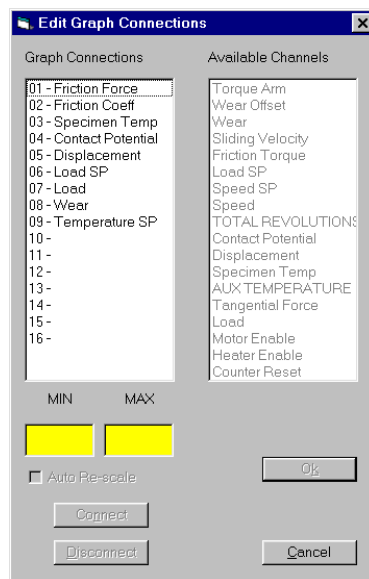 Edit Graph Connections
Graph Connections
Available Channels
01 - Friction Force
02 - Friction Coeff
03 - Specimen Temp
04 - Contact Potential
05 - Displacement
06 - Load SP
07 - Load
08 - Wear
09 - Temperature SP
10 -
11 -
12 -
13 -
14 -
15 -
16 -
Torque Arm
Wear Offset
Wear
Sliding Velocity
Friction Torque
Load SP
Speed SP
Speed
TOTAL REVOLUTIONS
Contact Potential
Displacement
Specimen Temp
AUX TEMPERATURE
Tangential Force
Load
Motor Enable
Heater Enable
Counter Reset
MIN MAX
Auto Re-scale
Ok
Connect
Disconnect
Cancel